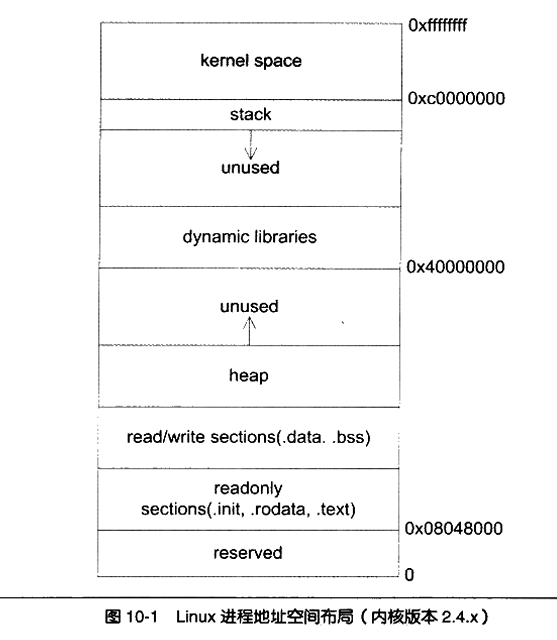 0xffffffff
kernel space
0xc0000000
stack
unused
dynamic libraries
0x40000000
unused
heap
read/write sections(.data. .bss)
readonly
sections(.init, .rodata, .text)
0x08048000
reserved
0
图 10-1 Linux 进程地址空间布局（内核版本 2.4.x）